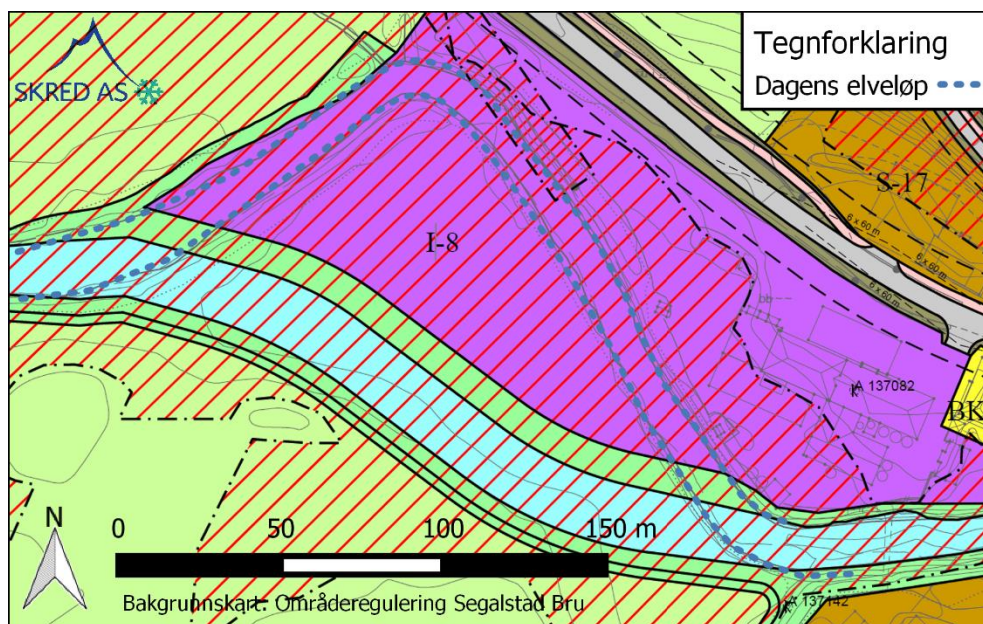 SKRED AS
Tegnforklaring
Dagens elveløp
S-17
6 x 60 m
6 x 60 m
6 x 60 m
I-8
bb
A 137082
BK
N
0 50 100 150 m
Bakgrunnskart: Områderegulering Segalstad Bru
A 137142